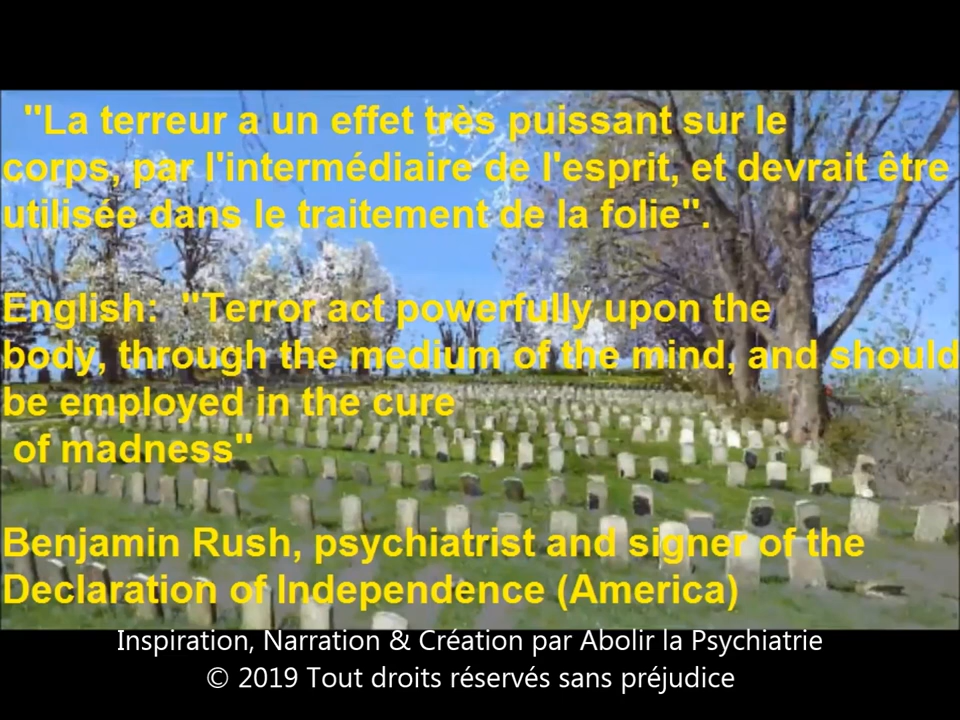 "La terreur a un effet très puissant sur le
corps, par l'intermédiaire de l'esprit, et devrait être
utilisée dans le traitement de la folie".
English: "Terror act powerfully upon the
body, through the medium of the mind, and should
be employed in the cure
of madness"
Benjamin Rush, psychiatrist and signer of the
Declaration of Independence (America)
Inspiration, Narration & Création par Abolir la Psychiatrie
© 2019 Tout droits réservés sans préjudice